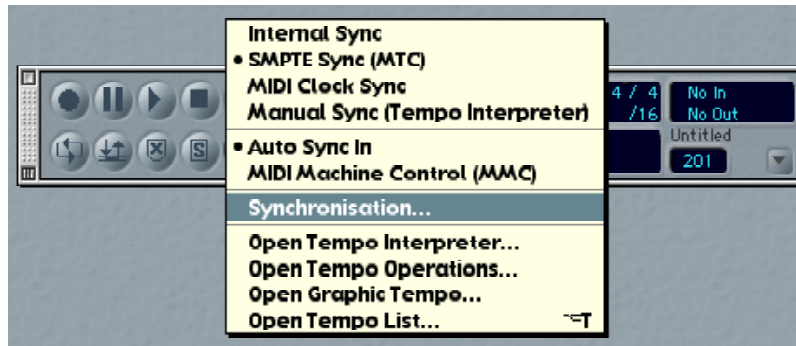 Internal Sync
• SMPTE Sync (MTC)
MIDI Clock Sync
Manual Sync (Tempo Interpreter)
• Auto Sync In
MIDI Machine Control (MMC)
Synchronisation...
Open Tempo Interpreter...
Open Tempo Operations...
Open Graphic Tempo...
Open Tempo List... ⌥T
4 / 4
/16
No In
No Out
Untitled
201
S